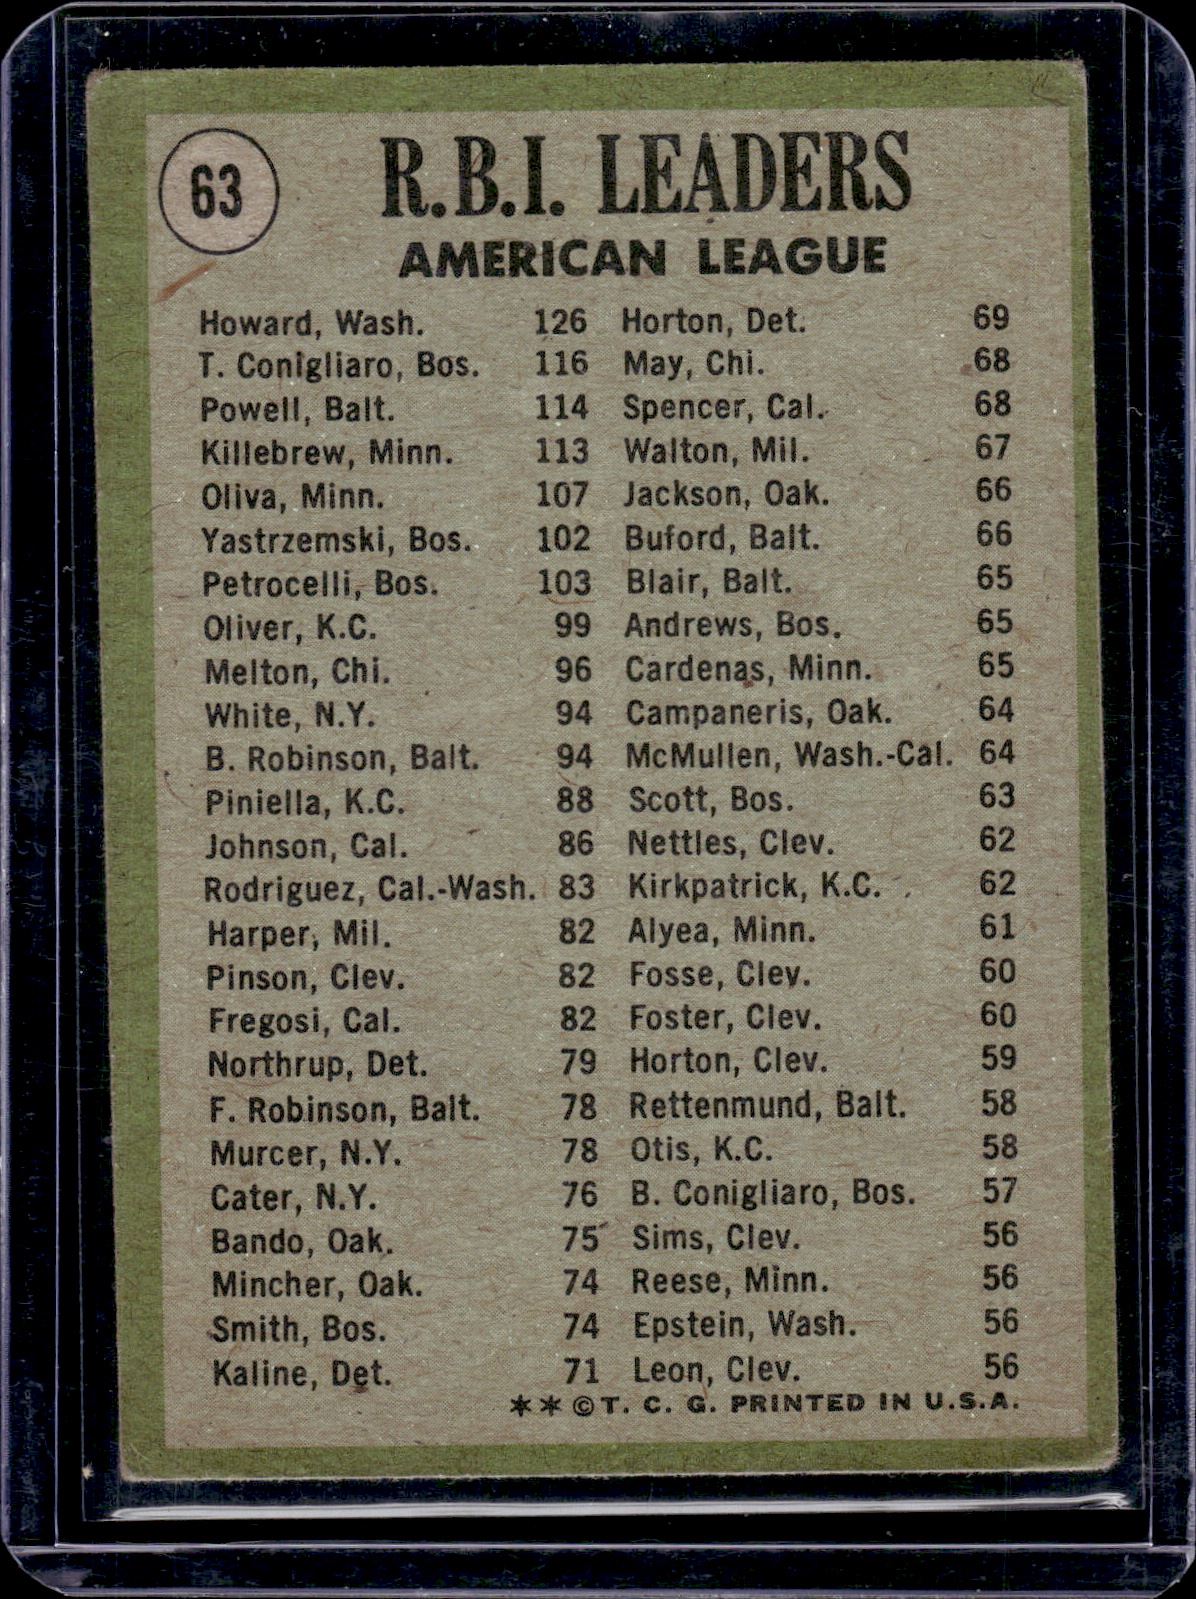 63
R.B.I. LEADERS
AMERICAN LEAGUE
Howard, Wash. 126
T. Conigliaro, Bos. 116
Powell, Balt. 114
Killebrew, Minn. 113
Oliva, Minn. 107
Yastrzemski, Bos. 102
Petrocelli, Bos. 103
Oliver, K.C. 99
Melton, Chi. 96
White, N.Y. 94
B. Robinson, Balt. 94
Piniella, K.C. 88
Johnson, Cal. 86
Rodriguez, Cal.-Wash. 83
Harper, Mil. 82
Pinson, Clev. 82
Fregosi, Cal. 82
Northrup, Det. 79
F. Robinson, Balt. 78
Murcer, N.Y. 78
Cater, N.Y. 76
Bando, Oak. 75
Mincher, Oak. 74
Smith, Bos. 74
Kaline, Det. 71
Horton, Det. 69
May, Chi. 68
Spencer, Cal. 68
Walton, Mil. 67
Jackson, Oak. 66
Buford, Balt. 66
Blair, Balt. 65
Andrews, Bos. 65
Cardenas, Minn. 65
Campaneris, Oak. 64
McMullen, Wash.-Cal. 64
Scott, Bos. 63
Nettles, Clev. 62
Kirkpatrick, K.C. 62
Alyea, Minn. 61
Fosse, Clev. 60
Foster, Clev. 60
Horton, Clev. 59
Rettenmund, Balt. 58
Otis, K.C. 58
B. Conigliaro, Bos. 57
Sims, Clev. 56
Reese, Minn. 56
Epstein, Wash. 56
Leon, Clev. 56
**©T. C. G. PRINTED IN U.S.A.